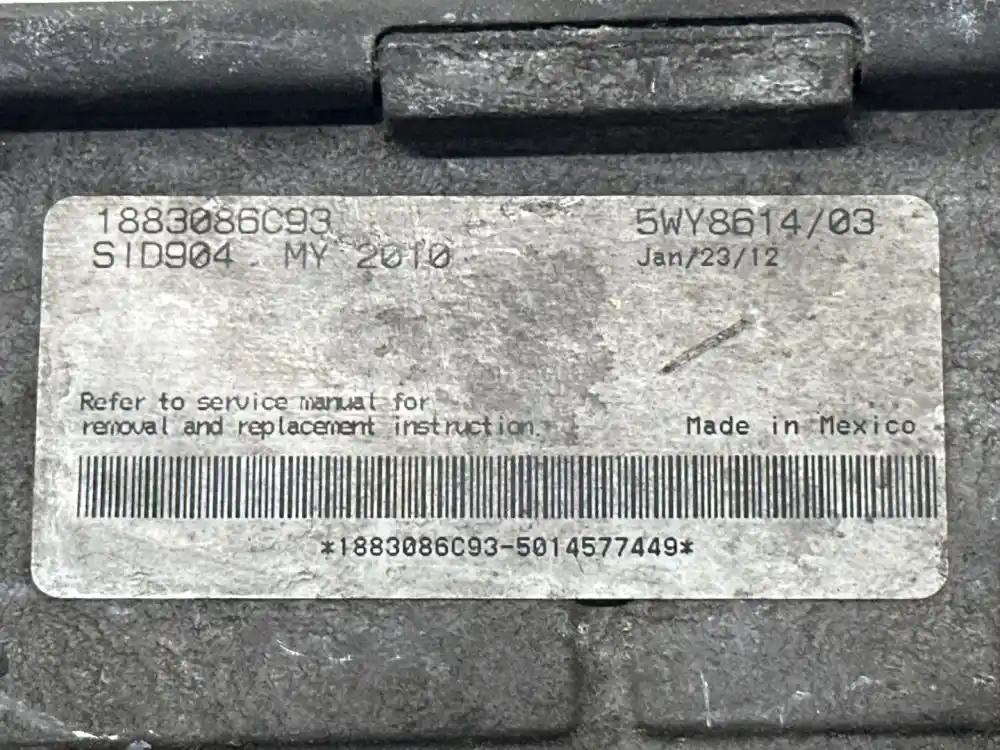 1883086C93
5WY8614/03
SID904 MY 2010
Jan/23/12
Refer to service manual for
removal and replacement instruction.
Made in Mexico
*1883086C93-5014577449*